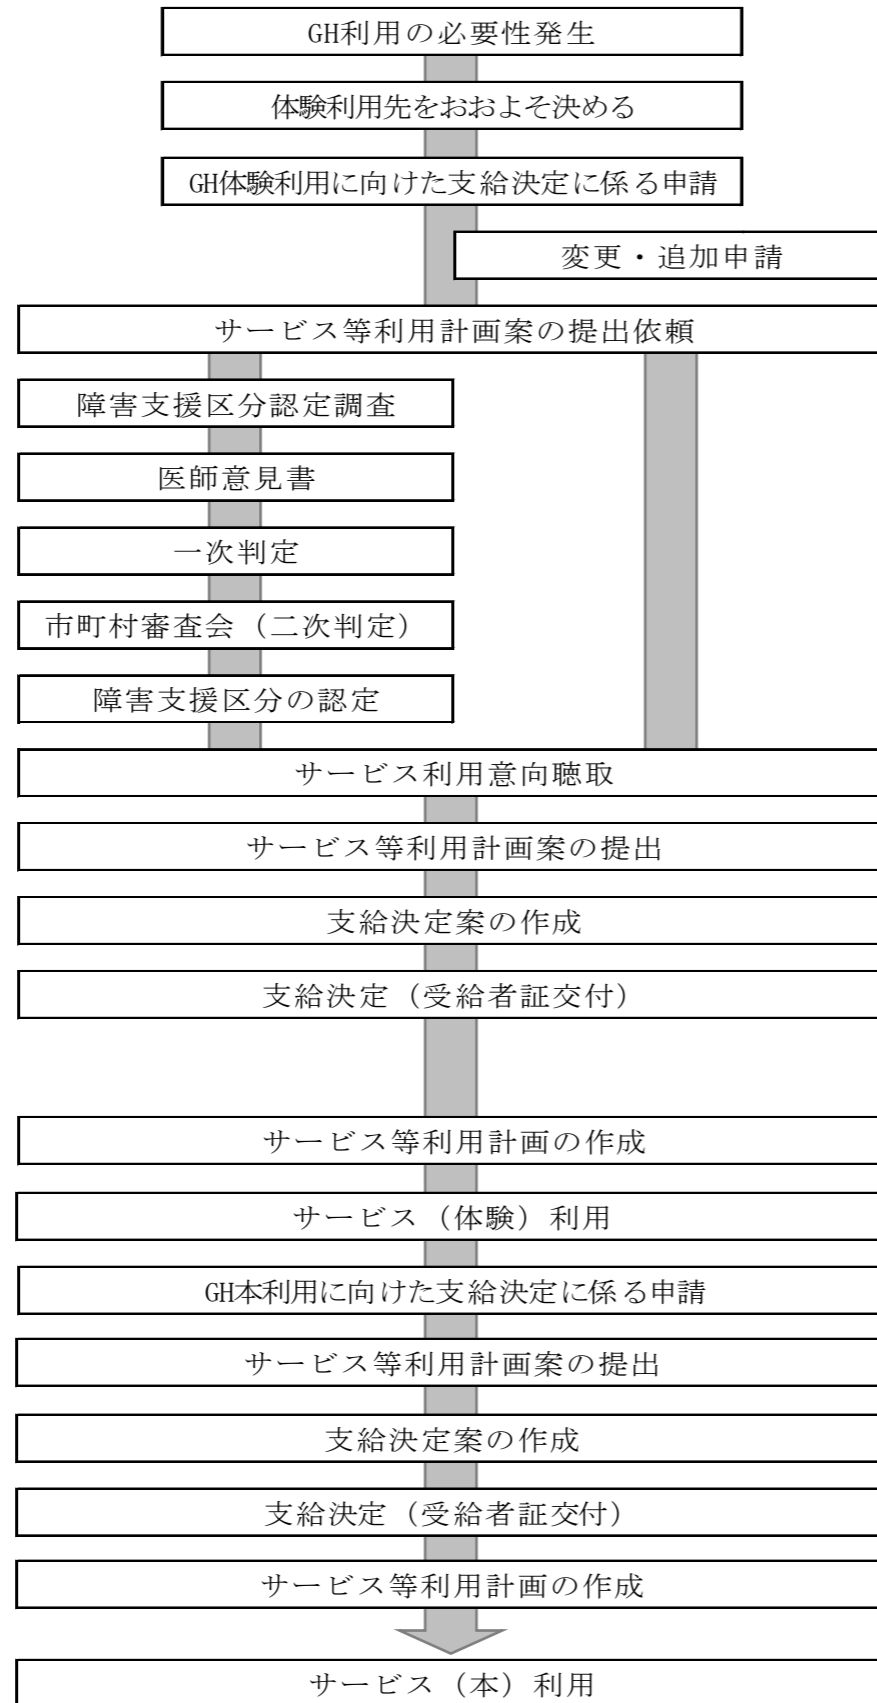 GH利用の必要性発生
体験利用先をおおよそ決める
GH体験利用に向けた支給決定に係る申請
変更・追加申請
サービス等利用計画案の提出依頼
障害支援区分認定調査
医師意見書
一次判定
市町村審査会（二次判定）
障害支援区分の認定
サービス利用意向聴取
サービス等利用計画案の提出
支給決定案の作成
支給決定（受給者証交付）
サービス等利用計画の作成
サービス（体験）利用
GH本利用に向けた支給決定に係る申請
サービス等利用計画案の提出
支給決定案の作成
支給決定（受給者証交付）
サービス等利用計画の作成
サービス（本）利用